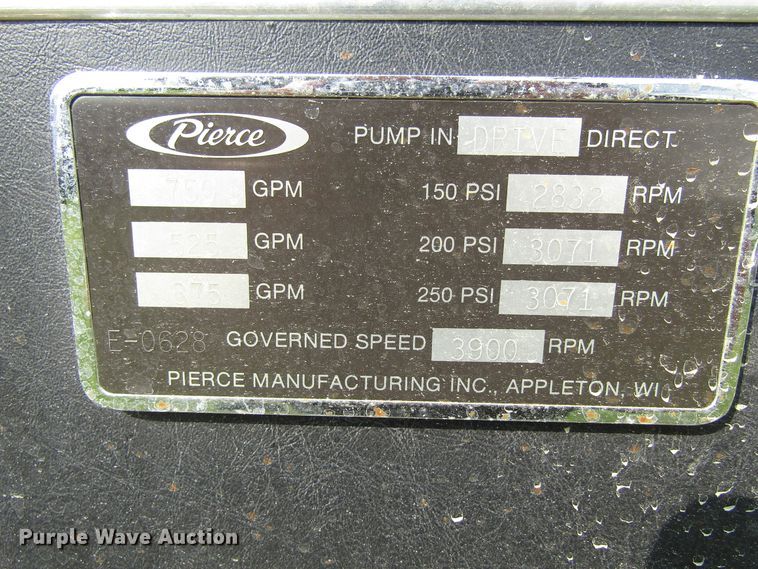 Pierce PUMP IN DRIVE DIRECT
750 GPM 150 PSI 2832 RPM
525 GPM 200 PSI 3071 RPM
375 GPM 250 PSI 3071 RPM
E-0628 GOVERNED SPEED 3900 RPM
PIERCE MANUFACTURING INC., APPLETON, WI
Purple Wave Auction